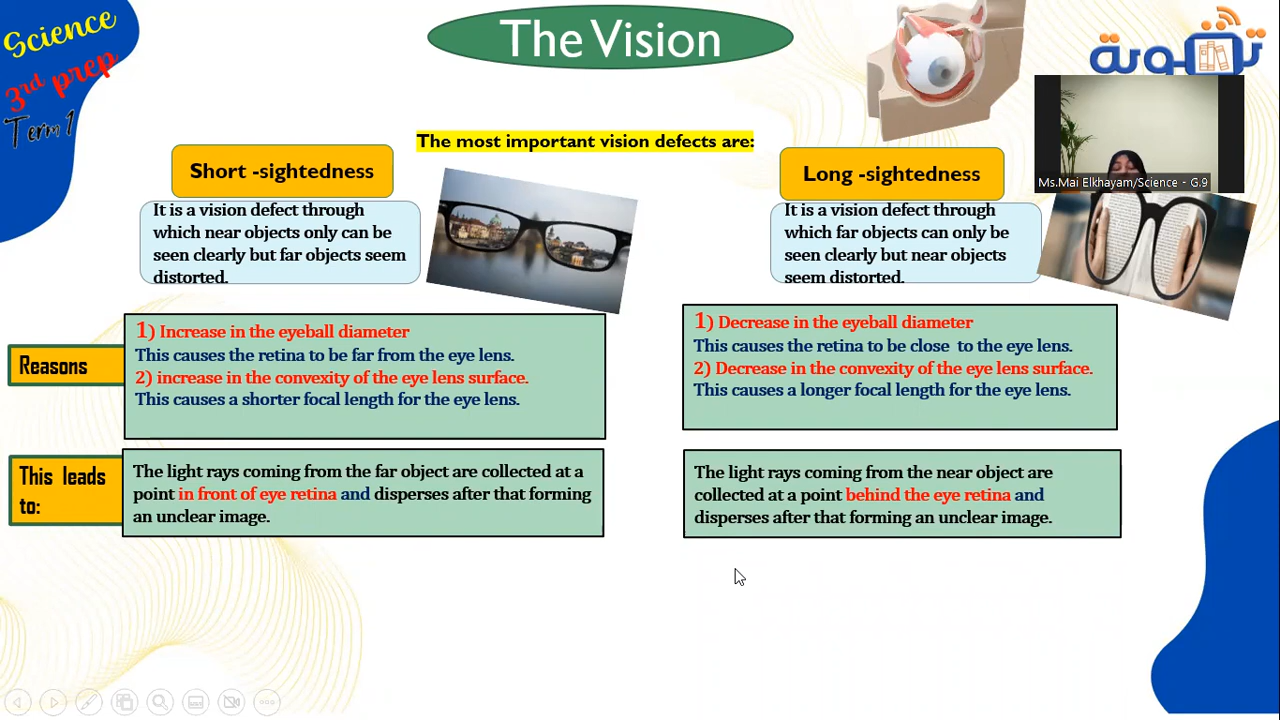 Science
3rd prep
Term 1
The Vision
تقوية
Ms.Mai Elkhayam/Science - G.9
The most important vision defects are:
Short -sightedness
It is a vision defect through
which near objects only can be
seen clearly but far objects seem
distorted.
Long -sightedness
It is a vision defect through
which far objects can only be
seen clearly but near objects
seem distorted.
Reasons
1) Increase in the eyeball diameter
This causes the retina to be far from the eye lens.
2) increase in the convexity of the eye lens surface.
This causes a shorter focal length for the eye lens.
1) Decrease in the eyeball diameter
This causes the retina to be close to the eye lens.
2) Decrease in the convexity of the eye lens surface.
This causes a longer focal length for the eye lens.
This leads
to:
The light rays coming from the far object are collected at a
point in front of eye retina and disperses after that forming
an unclear image.
The light rays coming from the near object are
collected at a point behind the eye retina and
disperses after that forming an unclear image.